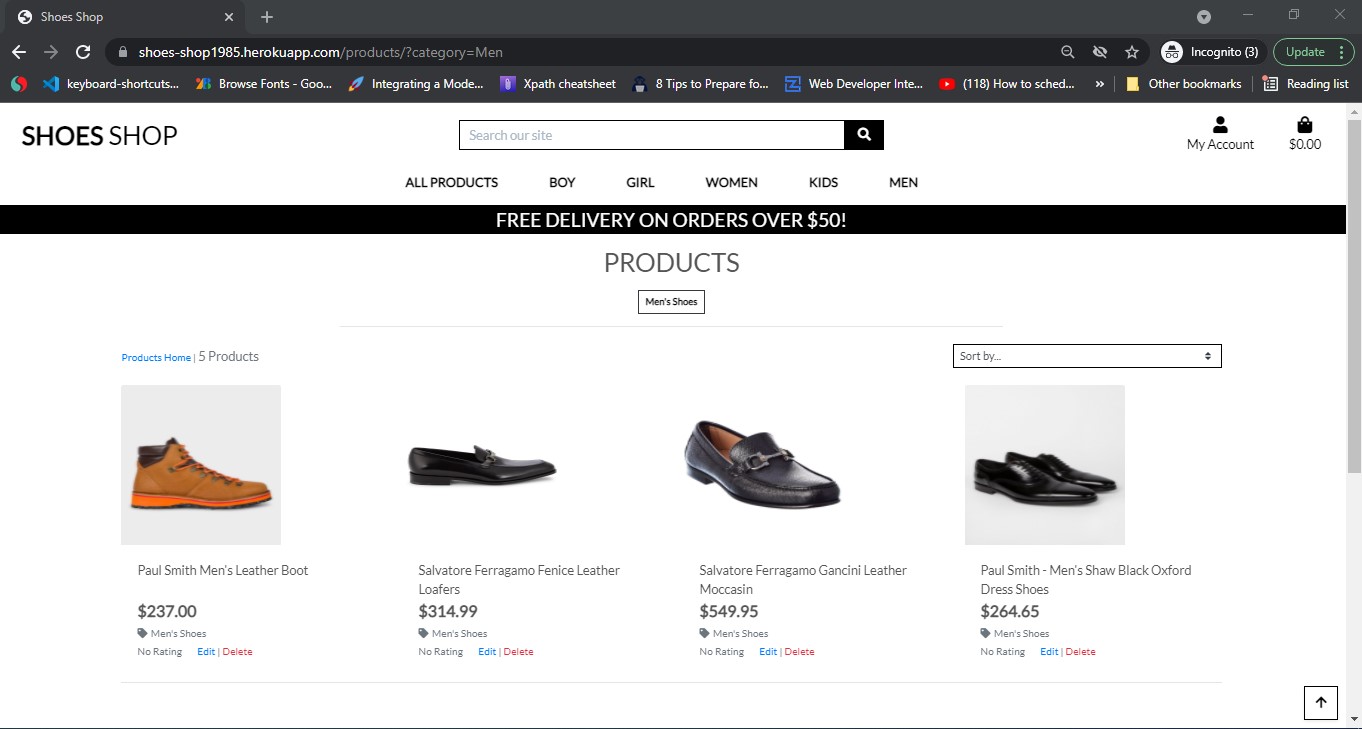 Shoes Shop
shoes-shop1985.herokuapp.com/products/?category=Men
Incognito (3)
Update
keyboard-shortcuts...
Browse Fonts - Goo...
Integrating a Mode...
Xpath cheatsheet
8 Tips to Prepare fo...
Web Developer Inte...
(118) How to sched...
»
Other bookmarks
Reading list
SHOES SHOP
Search our site
My Account
$0.00
ALL PRODUCTS BOY GIRL WOMEN KIDS MEN
FREE DELIVERY ON ORDERS OVER $50!
PRODUCTS
Men's Shoes
Products Home | 5 Products
Sort by...
Paul Smith Men's Leather Boot
$237.00
Men's Shoes
No Rating Edit | Delete
Salvatore Ferragamo Fenice Leather
Loafers
$314.99
Men's Shoes
No Rating Edit | Delete
Salvatore Ferragamo Gancini Leather
Moccasin
$549.95
Men's Shoes
No Rating Edit | Delete
Paul Smith - Men's Shaw Black Oxford
Dress Shoes
$264.65
Men's Shoes
No Rating Edit | Delete